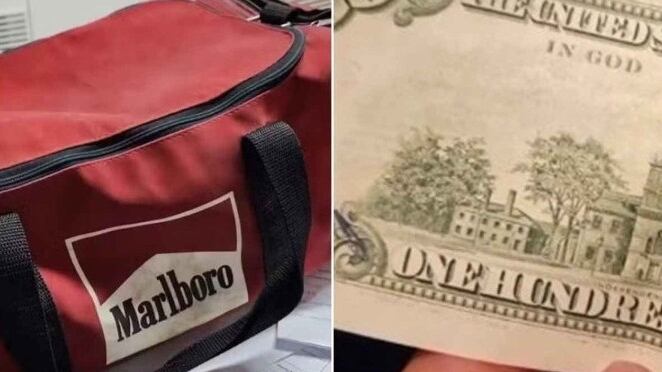 Marlboro
THE UNITED S
IN GOD
ONE HUNDRE